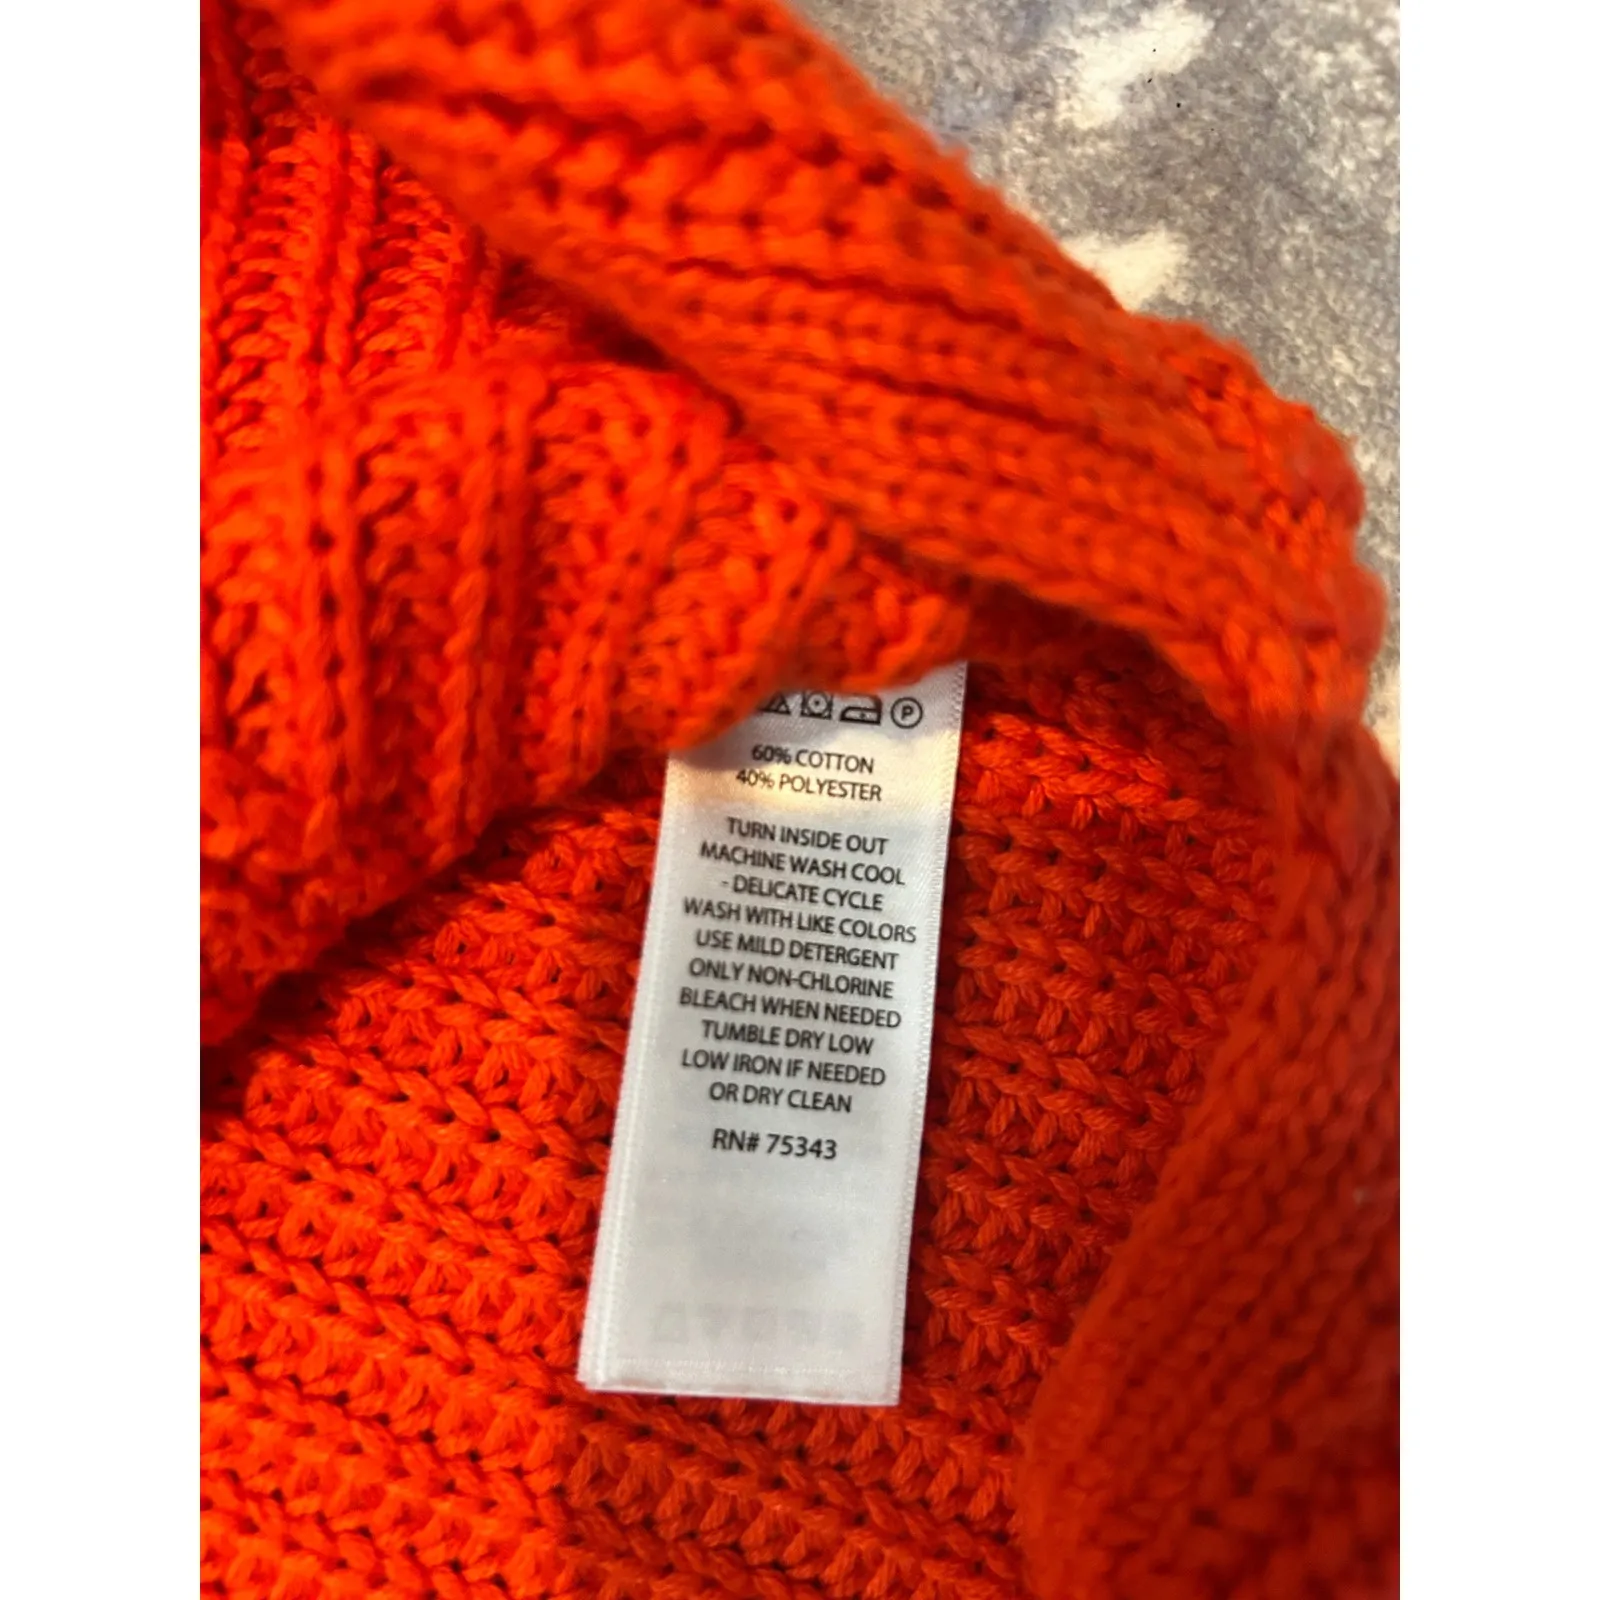 P
60% COTTON
40% POLYESTER
TURN INSIDE OUT
MACHINE WASH COOL
- DELICATE CYCLE
WASH WITH LIKE COLORS
USE MILD DETERGENT
ONLY NON-CHLORINE
BLEACH WHEN NEEDED
TUMBLE DRY LOW
LOW IRON IF NEEDED
OR DRY CLEAN
RN# 75343